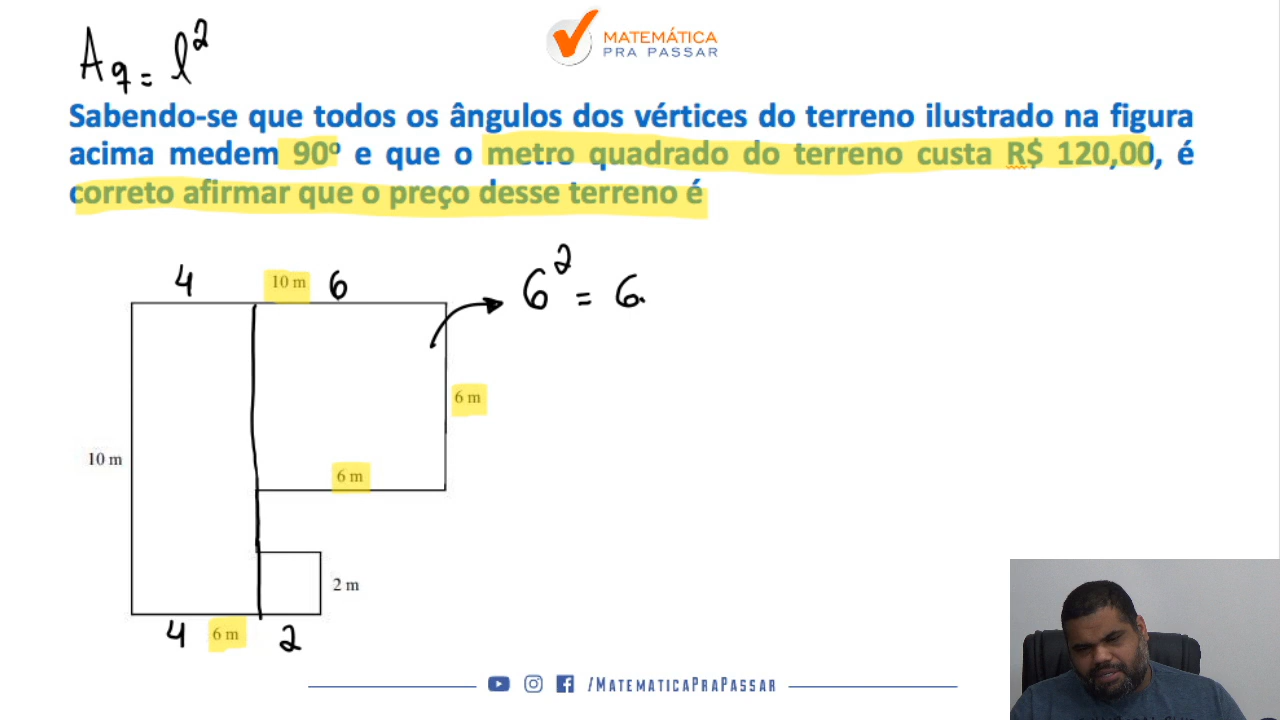 A q = l²
MATEMÁTICA
PRA PASSAR
Sabendo-se que todos os ângulos dos vértices do terreno ilustrado na figura
acima medem 90º e que o metro quadrado do terreno custa R$ 120,00, é
correto afirmar que o preço desse terreno é
4 10 m 6
6² = 6.
6 m
10 m
6 m
2 m
4 6 m 2
/MATEMATICAPRAPASSAR